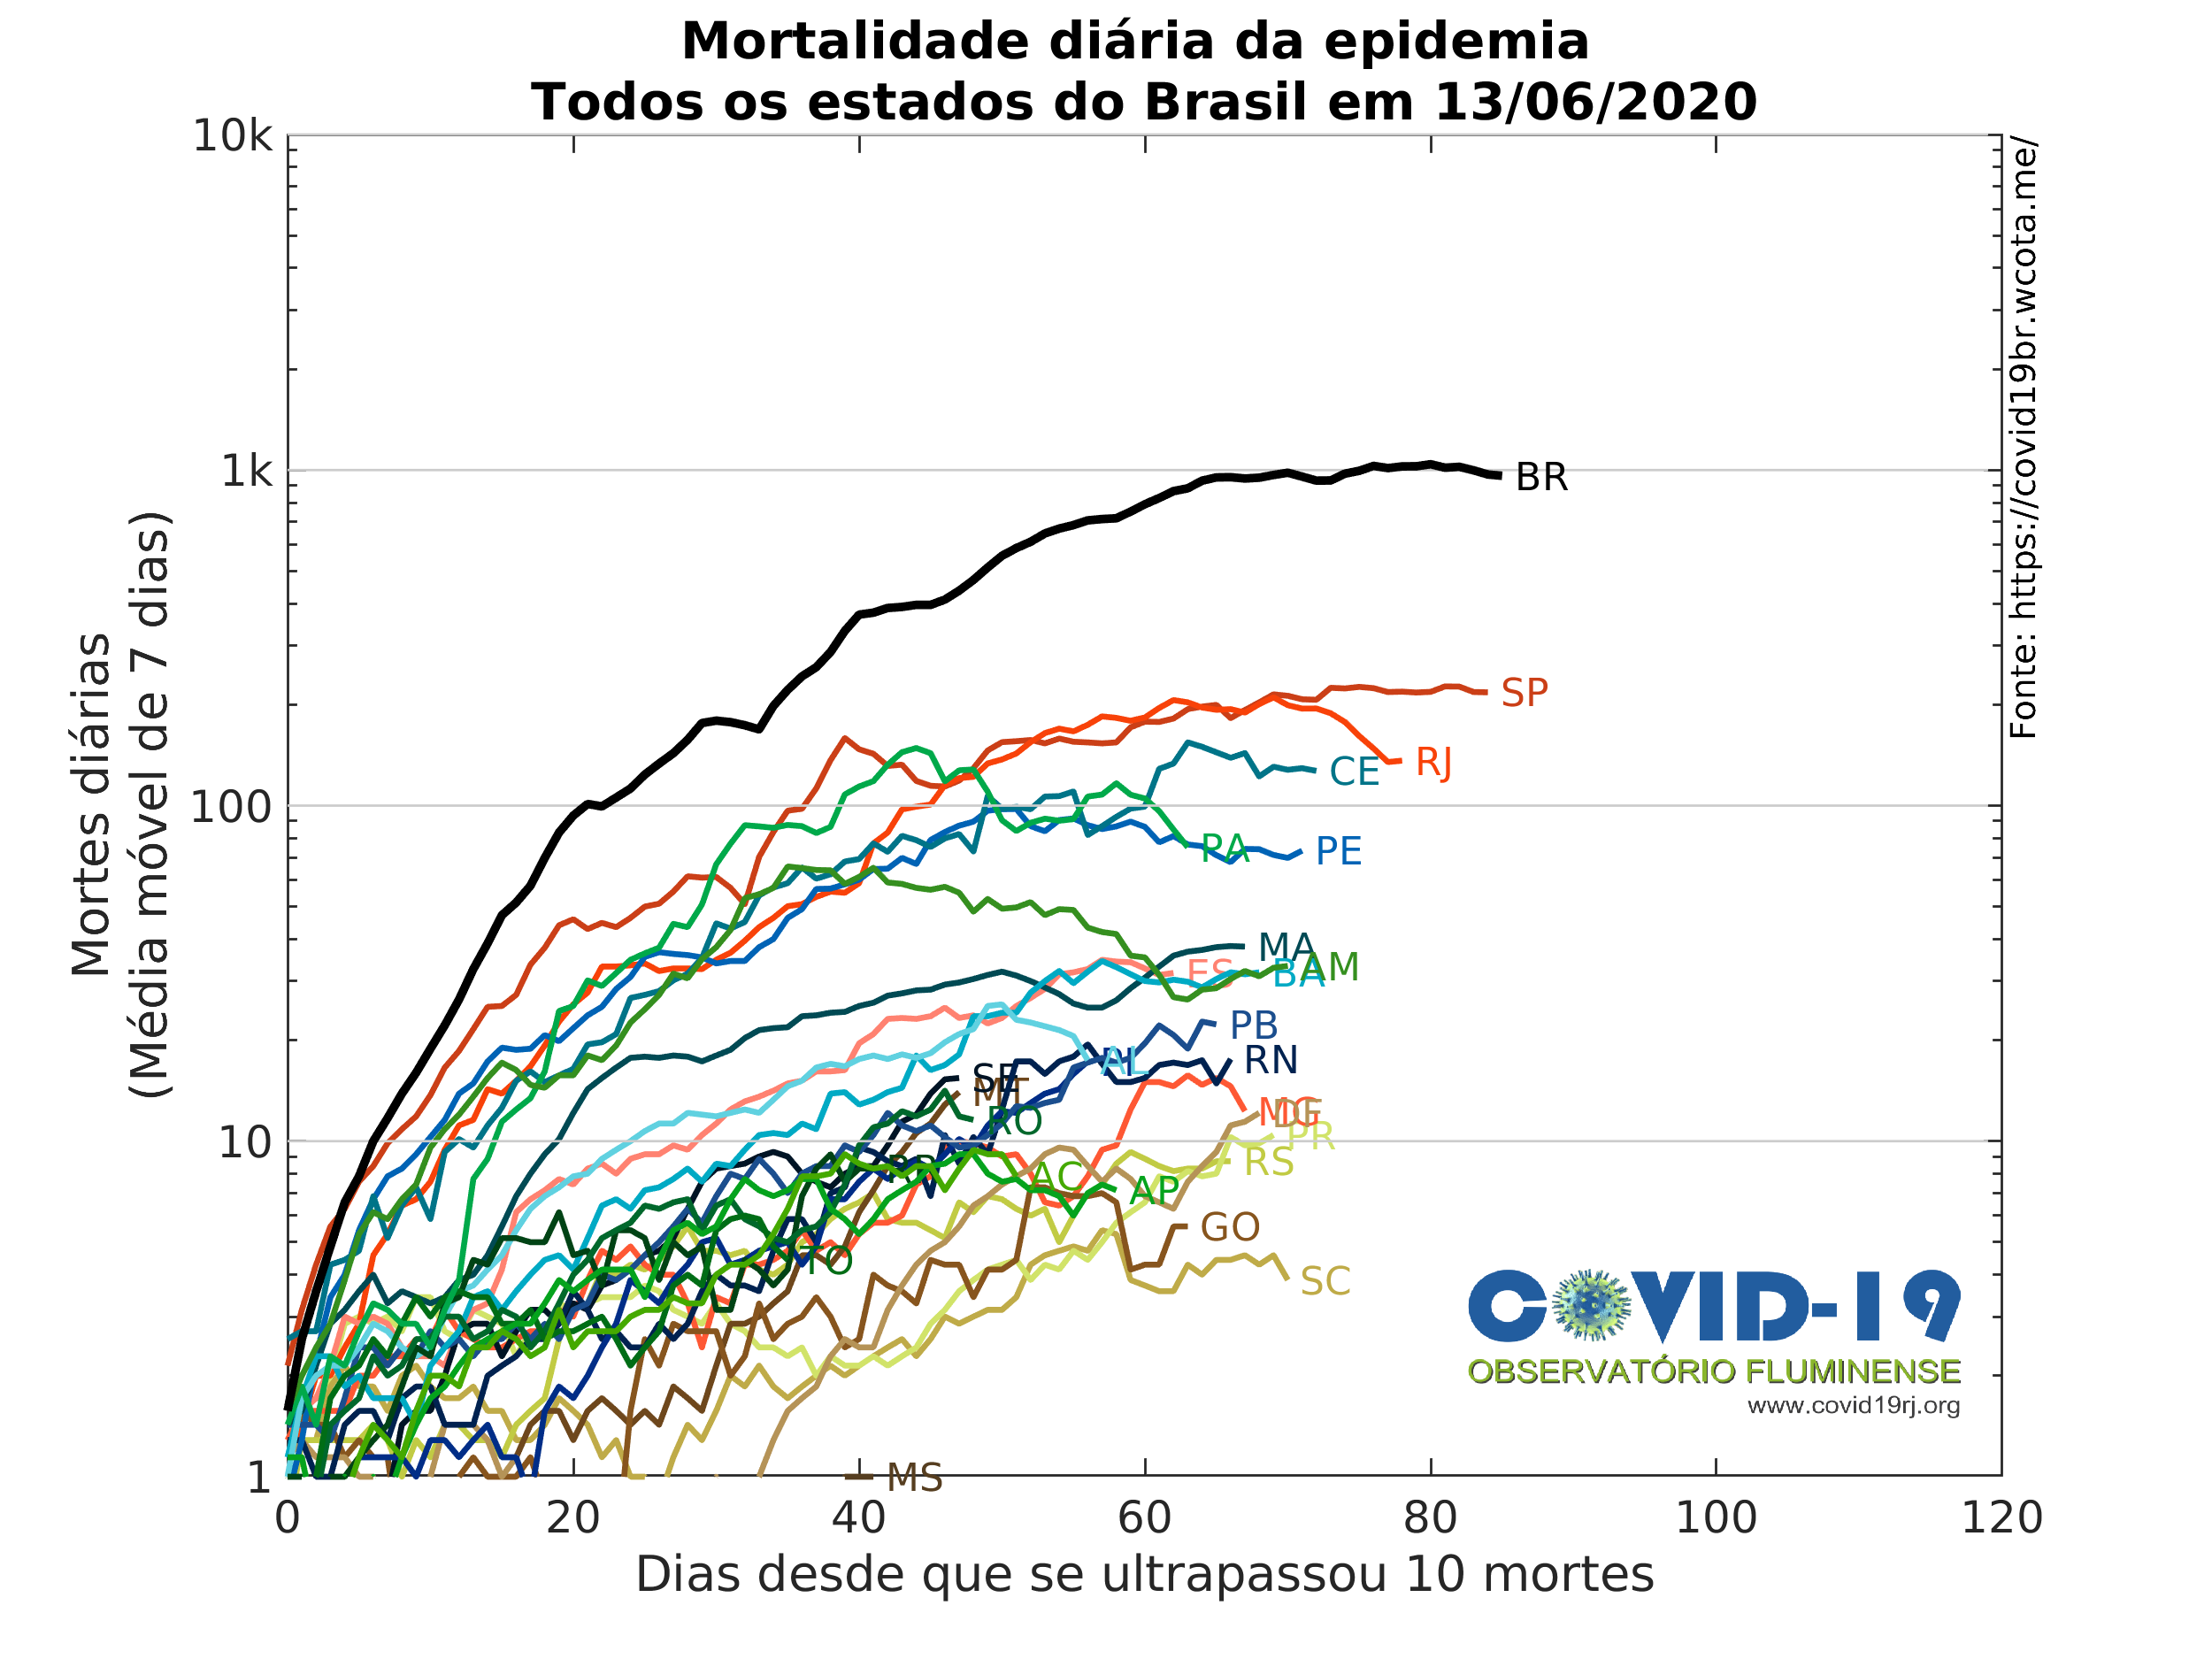 Mortalidade diária da epidemia
Todos os estados do Brasil em 13/06/2020
Mortes diárias
(Média móvel de 7 dias)
10k
1k
100
10
1
BR
SP
RJ
CE
PA
PE
MA
ES
BA
AM
PB
PI
AL
RN
SE
MT
RO
MG
DF
PR
RR
AC
AP
RS
GO
TO
SC
MS
0 20 40 60 80 100 120
Dias desde que se ultrapassou 10 mortes
Fonte: https://covid19br.wcota.me/
COVID-19
OBSERVATÓRIO FLUMINENSE
www.covid19rj.org